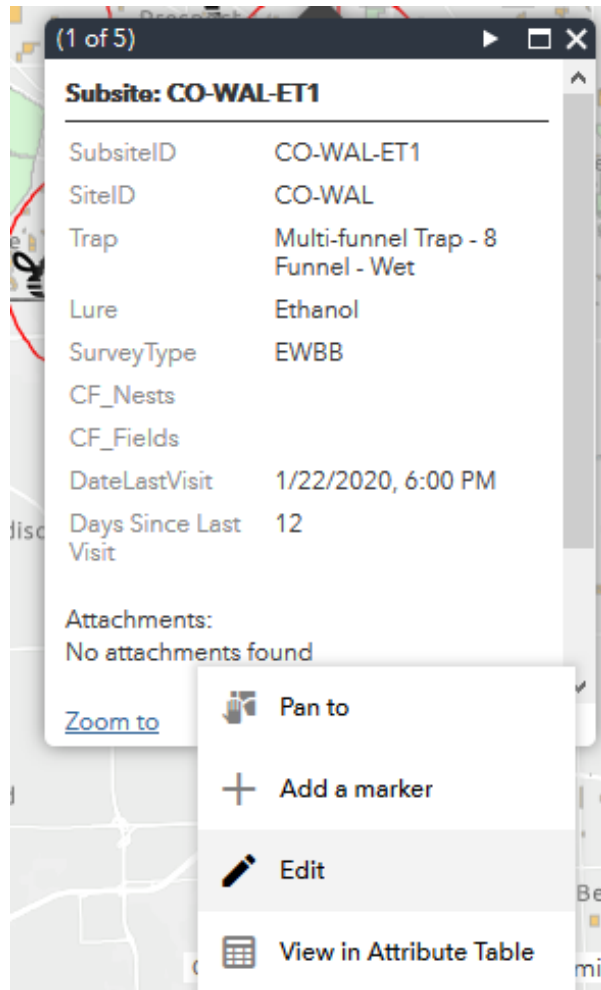 (1 of 5)
Subsite: CO-WAL-ET1
SubsiteID CO-WAL-ET1
SiteID CO-WAL
Trap Multi-funnel Trap - 8
Funnel - Wet
Lure Ethanol
SurveyType EWBB
CF_Nests
CF_Fields
DateLastVisit 1/22/2020, 6:00 PM
Days Since Last 12
Visit
Attachments:
No attachments found
Zoom to
Pan to
Add a marker
Edit
View in Attribute Table